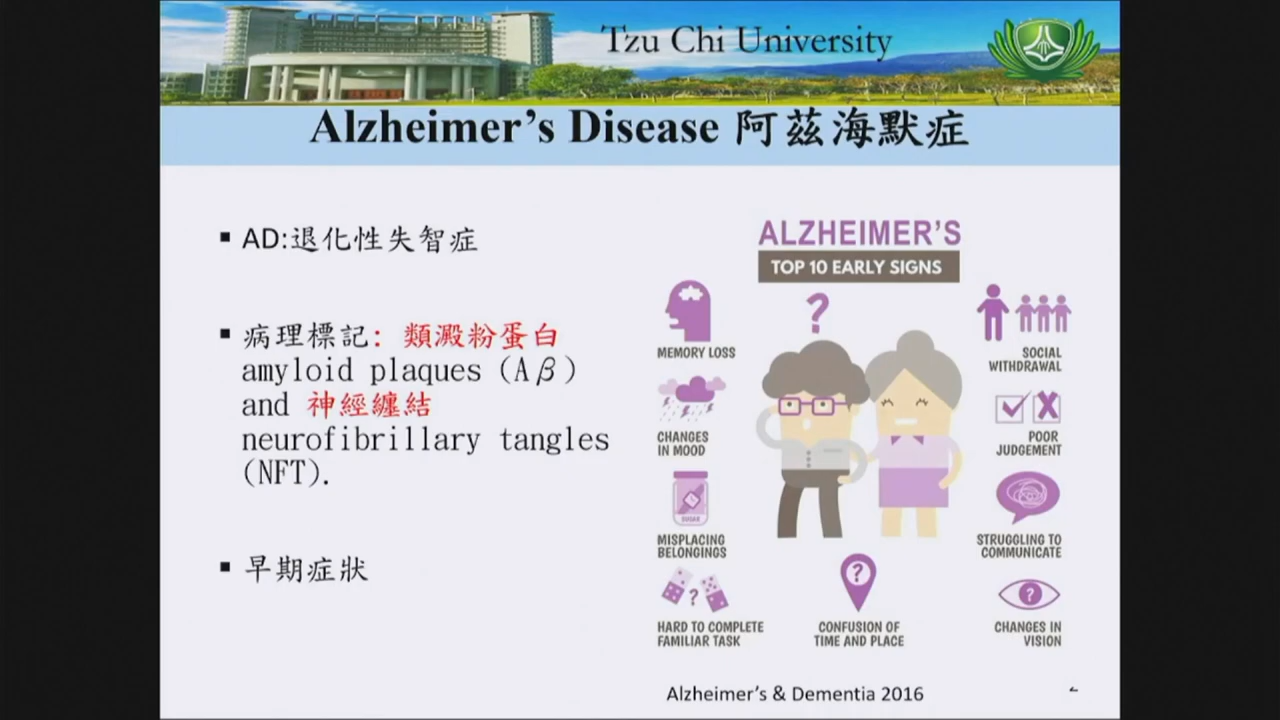 Tzu Chi University
Alzheimer’s Disease 阿茲海默症
▪ AD:退化性失智症
▪ 病理標記: 類澱粉蛋白
amyloid plaques (Aβ)
and 神經纏結
neurofibrillary tangles
(NFT).
▪ 早期症狀
ALZHEIMER’S
TOP 10 EARLY SIGNS
?
MEMORY LOSS
CHANGES
IN MOOD
SUGAR
MISPLACING
BELONGINGS
?
HARD TO COMPLETE
FAMILIAR TASK
?
CONFUSION OF
TIME AND PLACE
SOCIAL
WITHDRAWAL
POOR
JUDGEMENT
STRUGGLING TO
COMMUNICATE
?
CHANGES IN
VISION
Alzheimer’s & Dementia 2016